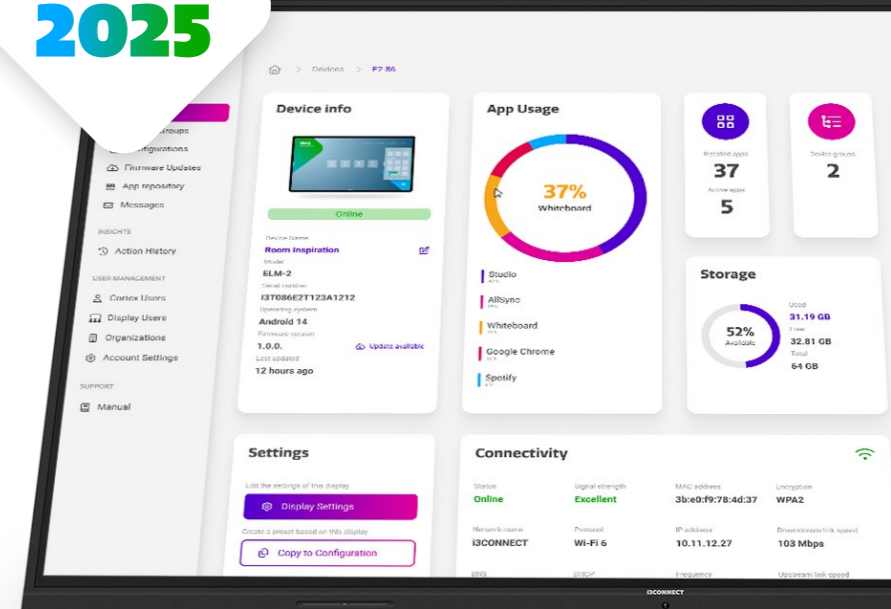 2025
Devices > E2 86
Device info
Online
Device Name
Room Inspiration
Model
ELM-2
Serial number
I3T086E2T123A1212
Operating system
Android 14
Firmware version
1.0.0.
Update available
Last updated
12 hours ago
App Usage
37%
Whiteboard
Studio
AllSync
Whiteboard
Google Chrome
Spotify
Installed apps
37
Active apps
5
Device groups
2
Storage
52%
Available
Used
31.19 GB
Free
32.81 GB
Total
64 GB
Firmware Updates
App repository
Messages
INSIGHTS
Action History
USER MANAGEMENT
Cortex Users
Display Users
Organizations
Account Settings
SUPPORT
Manual
Settings
Edit the settings of this display
Display Settings
Create a preset based on this display
Copy to Configuration
Connectivity
Status
Online
Signal strength
Excellent
MAC address
3b:e0:f9:78:4d:37
Encryption
WPA2
Network name
i3CONNECT
Protocol
Wi-Fi 6
IP address
10.11.12.27
Downstream link speed
103 Mbps
DNS
DHCP
Frequency
Upstream link speed
i3CONNECT